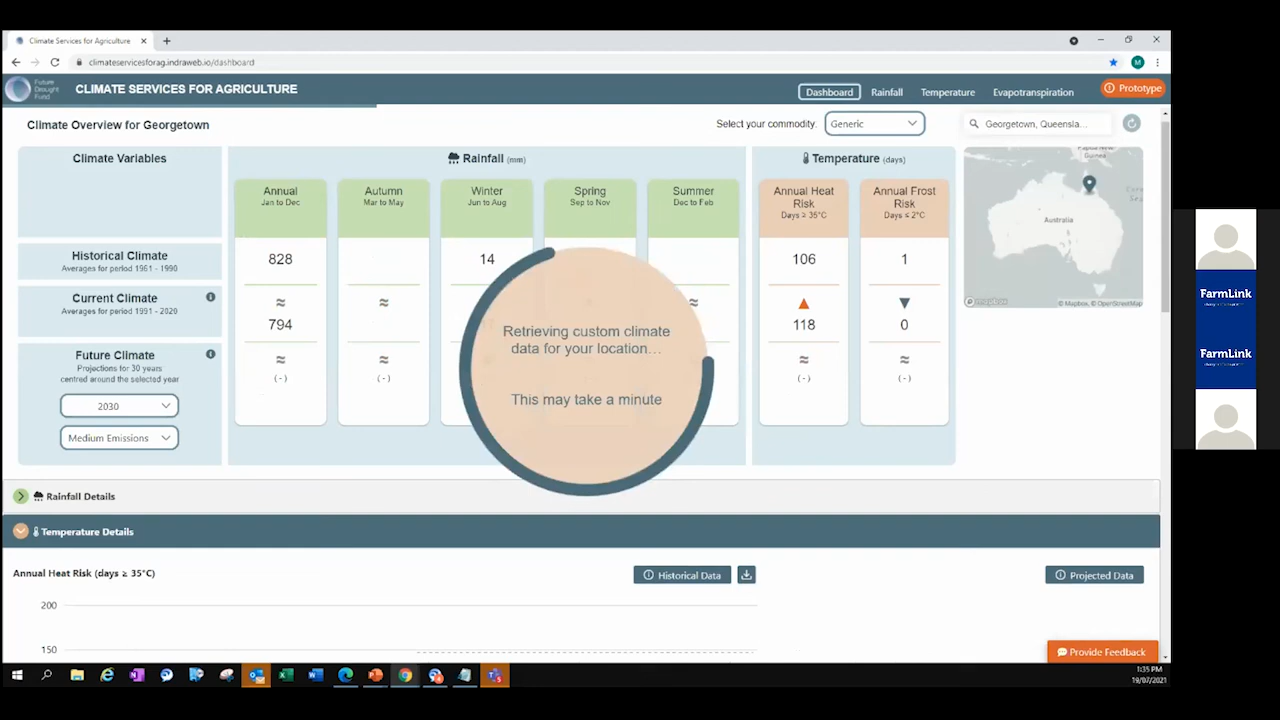 Climate Services for Agriculture
climateservicesforag.indraweb.io/dashboard
M
Future
Drought
Fund
CLIMATE SERVICES FOR AGRICULTURE
Dashboard
Rainfall
Temperature
Evapotranspiration
Prototype
Climate Overview for Georgetown
Select your commodity.
Generic
Georgetown, Queensla...
Climate Variables
Rainfall (mm)
Temperature (days)
Annual
Jan to Dec
Autumn
Mar to May
Winter
Jun to Aug
Spring
Sep to Nov
Summer
Dec to Feb
Annual Heat
Risk
Days ≥ 35°C
Annual Frost
Risk
Days ≤ 2°C
Papua New
Guinea
Australia
mapbox
© Mapbox, © OpenStreetMap
Historical Climate
Averages for period 1961 - 1990
828
14
106
1
Current Climate
Averages for period 1991 - 2020
≈
≈
≈
794
118
0
Future Climate
Projections for 30 years
centred around the selected year
≈
≈
≈
≈
(-)
(-)
(-)
(-)
2030
Medium Emissions
Retrieving custom climate
data for your location...
This may take a minute
Rainfall Details
Temperature Details
Annual Heat Risk (days ≥ 35°C)
Historical Data
Projected Data
200
150
Provide Feedback
1:35 PM
19/07/2021
FarmLink
FarmLink